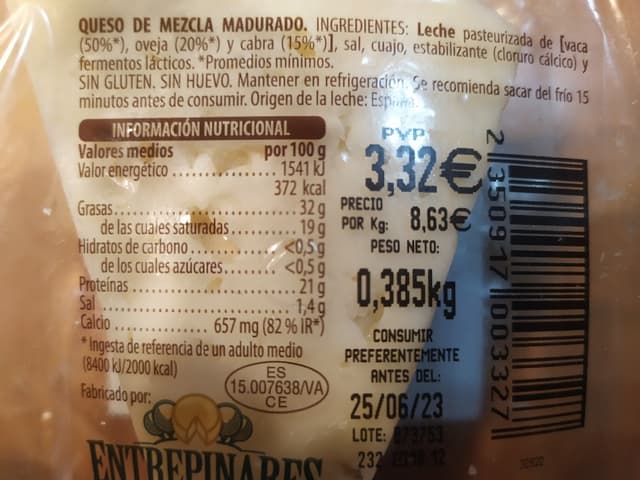 QUESO DE MEZCLA MADURADO. INGREDIENTES: Leche pasteurizada de [vaca
(50%*), oveja (20%*) y cabra (15%*)], sal, cuajo, estabilizante (cloruro cálcico) y
fermentos lácticos. *Promedios mínimos.
SIN GLUTEN. SIN HUEVO. Mantener en refrigeración. Se recomienda sacar del frío 15
minutos antes de consumir. Origen de la leche: España.
INFORMACIÓN NUTRICIONAL
Valores medios por 100 g
Valor energético ............. 1541 kJ
372 kcal
Grasas................................ 32 g
de las cuales saturadas........ 19 g
Hidratos de carbono.............. <0,5 g
de los cuales azúcares....... <0,5 g
Proteínas ............................. 21 g
Sal ...................................... 1,4 g
Calcio .................. 657 mg (82 % IR*)
* Ingesta de referencia de un adulto medio
(8400 kJ/2000 kcal)
Fabricado por:
ES
15.007638/VA
CE
ENTREPINARES
PVP
3,32€
PRECIO
POR Kg: 8,63€
PESO NETO:
0,385kg
CONSUMIR
PREFERENTEMENTE
ANTES DEL:
25/06/23
LOTE:
232
2 350917 003327